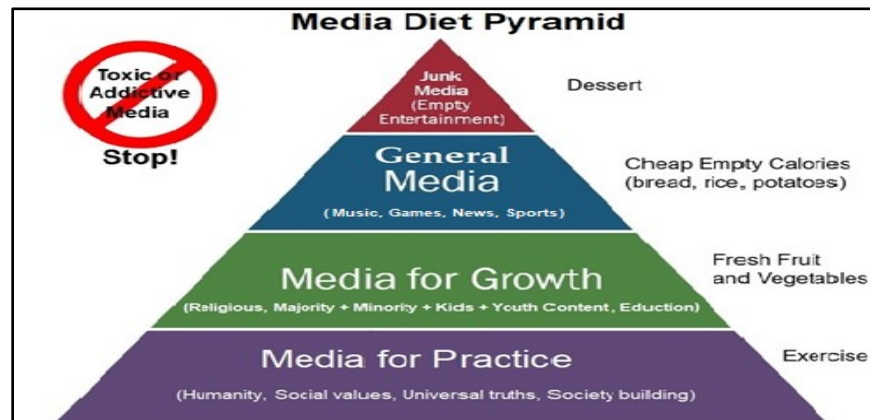 Media Diet Pyramid
Toxic or
Addictive
Media
Stop!
Junk
Media
(Empty
Entertainment)
Dessert
General
Media
(Music, Games, News, Sports)
Cheap Empty Calories
(bread, rice, potatoes)
Media for Growth
(Religious, Majority + Minority + Kids + Youth Content, Eduction)
Fresh Fruit
and Vegetables
Media for Practice
(Humanity, Social values, Universal truths, Society building)
Exercise